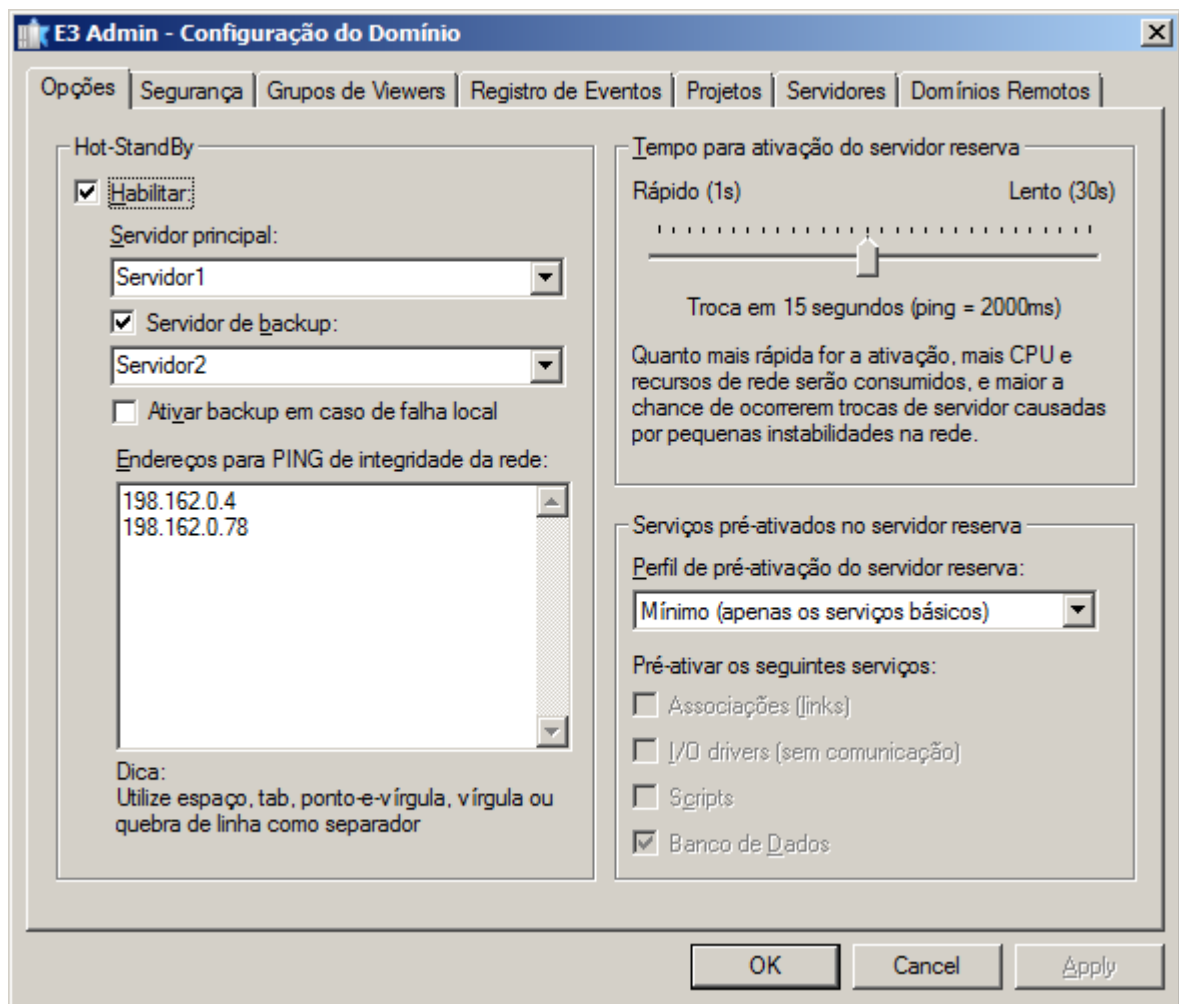 E3 Admin - Configuração do Domínio
Opções Segurança Grupos de Viewers Registro de Eventos Projetos Servidores Domínios Remotos
Hot-StandBy
Habilitar:
Servidor principal:
Servidor1
Servidor de backup:
Servidor2
Ativar backup em caso de falha local
Endereços para PING de integridade da rede:
198.162.0.4
198.162.0.78
Dica:
Utilize espaço, tab, ponto-e-vírgula, vírgula ou
quebra de linha como separador
Tempo para ativação do servidor reserva
Rápido (1s) Lento (30s)
Troca em 15 segundos (ping = 2000ms)
Quanto mais rápida for a ativação, mais CPU e
recursos de rede serão consumidos, e maior a
chance de ocorrerem trocas de servidor causadas
por pequenas instabilidades na rede.
Serviços pré-ativados no servidor reserva
Perfil de pré-ativação do servidor reserva:
Mínimo (apenas os serviços básicos)
Pré-ativar os seguintes serviços:
Associações (links)
I/O drivers (sem comunicação)
Scripts
Banco de Dados
OK Cancel Apply